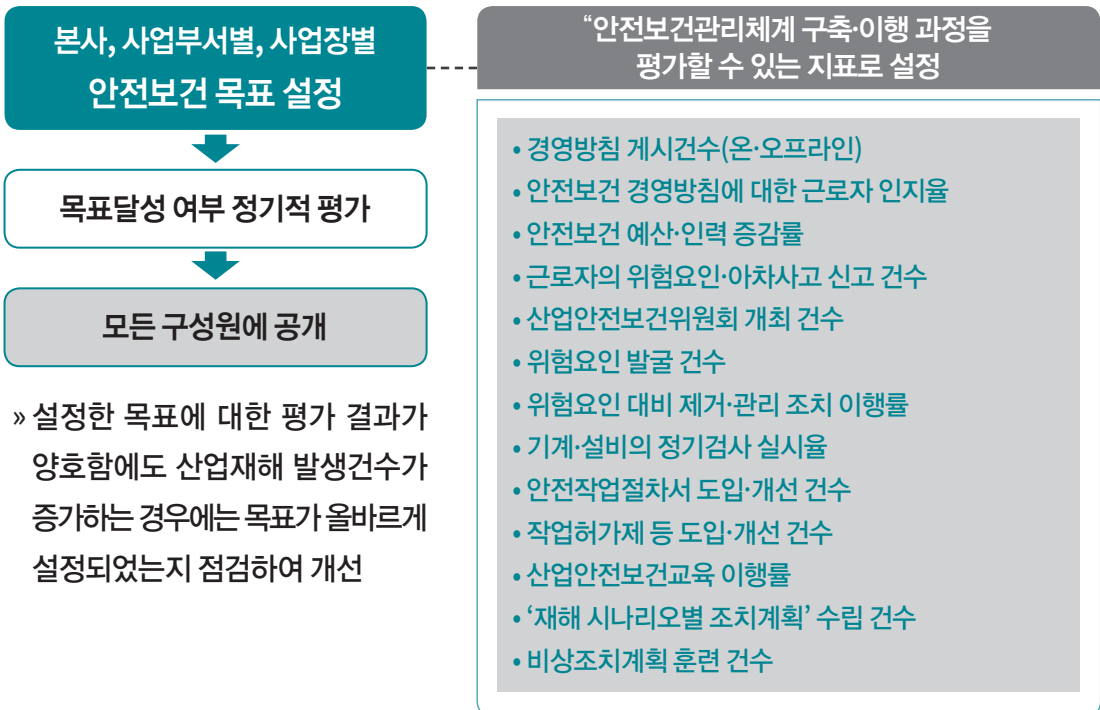 본사, 사업부서별, 사업장별
안전보건 목표 설정
목표달성 여부 정기적 평가
모든 구성원에 공개
» 설정한 목표에 대한 평가 결과가
양호함에도 산업재해 발생건수가
증가하는 경우에는 목표가 올바르게
설정되었는지 점검하여 개선
“안전보건관리체계 구축·이행 과정을
평가할 수 있는 지표로 설정
• 경영방침 게시건수(온·오프라인)
• 안전보건 경영방침에 대한 근로자 인지율
• 안전보건 예산·인력 증감률
• 근로자의 위험요인·아차사고 신고 건수
• 산업안전보건위원회 개최 건수
• 위험요인 발굴 건수
• 위험요인 대비 제거·관리 조치 이행률
• 기계·설비의 정기검사 실시율
• 안전작업절차서 도입·개선 건수
• 작업허가제 등 도입·개선 건수
• 산업안전보건교육 이행률
• ‘재해 시나리오별 조치계획’ 수립 건수
• 비상조치계획 훈련 건수